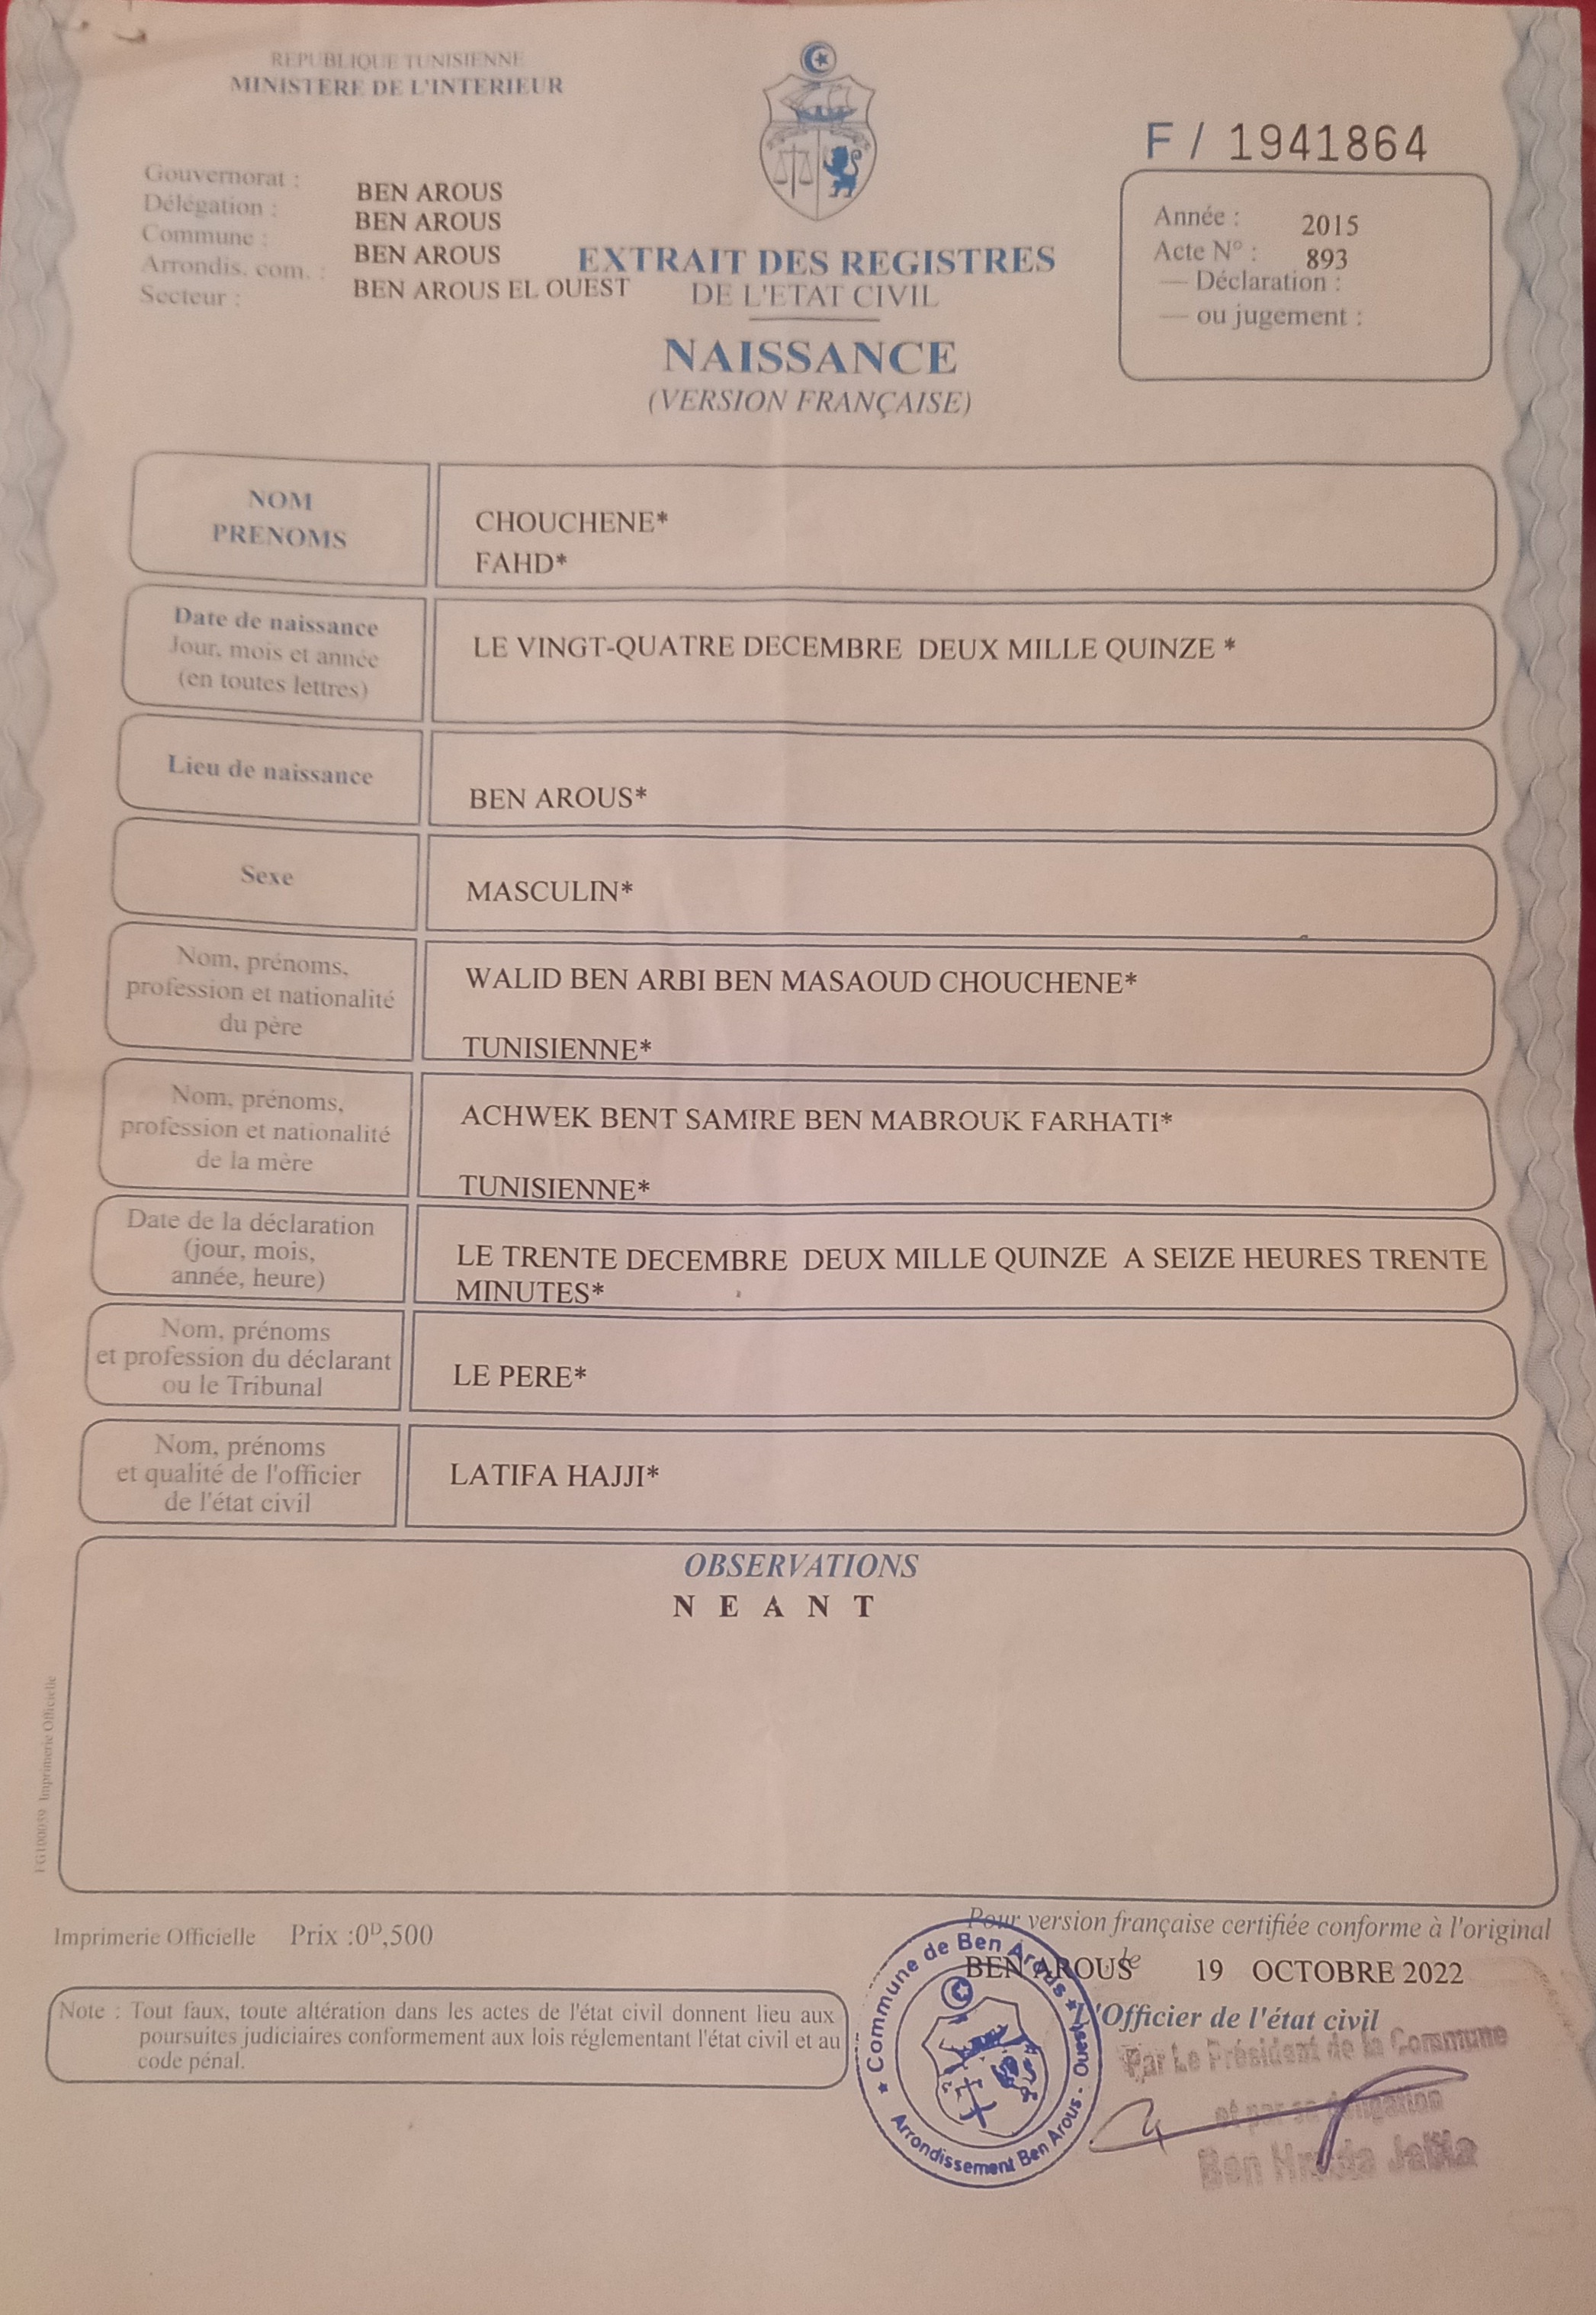 REPUBLIQUE TUNISIENNE
MINISTERE DE L'INTERIEUR
F / 1941864
Gouvernorat : BEN AROUS
Délégation : BEN AROUS
Commune : BEN AROUS
Arrondis. com. : BEN AROUS EL OUEST
Secteur :
Année : 2015
Acte N° : 893
— Déclaration :
— ou jugement :
EXTRAIT DES REGISTRES
DE L'ETAT CIVIL
NAISSANCE
(VERSION FRANÇAISE)
NOM
PRENOMS
CHOUCHENE*
FAHD*
Date de naissance
Jour, mois et année
(en toutes lettres)
LE VINGT-QUATRE DECEMBRE DEUX MILLE QUINZE *
Lieu de naissance
BEN AROUS*
Sexe
MASCULIN*
Nom, prénoms,
profession et nationalité
du père
WALID BEN ARBI BEN MASAOUD CHOUCHENE*
TUNISIENNE*
Nom, prénoms,
profession et nationalité
de la mère
ACHWEK BENT SAMIRE BEN MABROUK FARHATI*
TUNISIENNE*
Date de la déclaration
(jour, mois,
année, heure)
LE TRENTE DECEMBRE DEUX MILLE QUINZE A SEIZE HEURES TRENTE
MINUTES*
Nom, prénoms
et profession du déclarant
ou le Tribunal
LE PERE*
Nom, prénoms
et qualité de l'officier
de l'état civil
LATIFA HAJJI*
OBSERVATIONS
N E A N T
Imprimerie Officielle
Imprimerie Officielle Prix :0D,500
Pour version française certifiée conforme à l'original
BEN AROUS le 19 OCTOBRE 2022
L'Officier de l'état civil
Note : Tout faux, toute altération dans les actes de l'état civil donnent lieu aux
poursuites judiciaires conformement aux lois réglementant l'état civil et au
code pénal.
Commune de Ben Arous
Arrondissement Ben Arous - Ouest
Par Le Président de la Commune
et par sa délégation
Ben